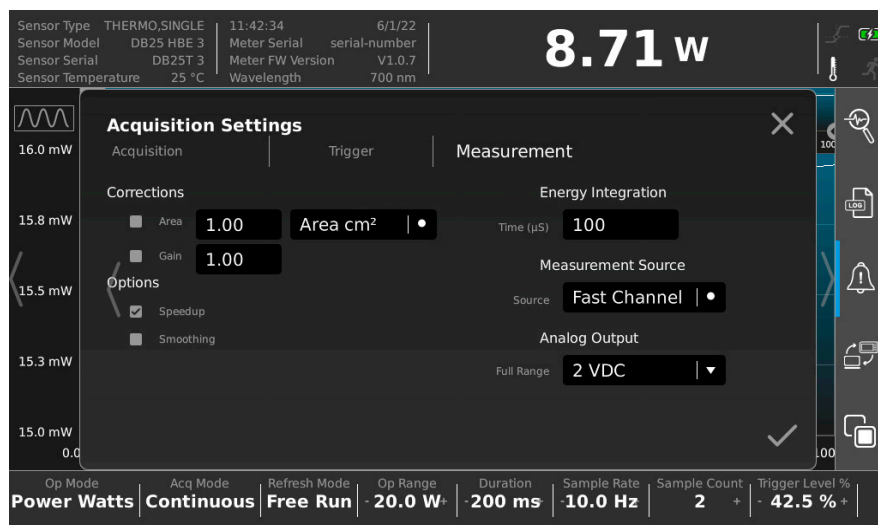 Sensor Type THERMO,SINGLE 11:42:34 6/1/22
Sensor Model DB25 HBE 3 Meter Serial serial-number
Sensor Serial DB25T 3 Meter FW Version V1.0.7
Sensor Temperature 25 °C Wavelength 700 nm
8.71 W
Acquisition Settings
16.0 mW
Acquisition Trigger Measurement
100
Corrections Energy Integration
15.8 mW
Area 1.00 Area cm² Time (µS) 100
Gain 1.00 Measurement Source
LOG
Options
15.5 mW
Speedup Source Fast Channel
Smoothing Analog Output
15.3 mW
Full Range 2 VDC
15.0 mW
0.0 .00
Op Mode Acq Mode Refresh Mode Op Range Duration Sample Rate Sample Count Trigger Level %
Power Watts Continuous Free Run - 20.0 W+ -200 ms+ -10.0 Hz 2 + - 42.5 % +